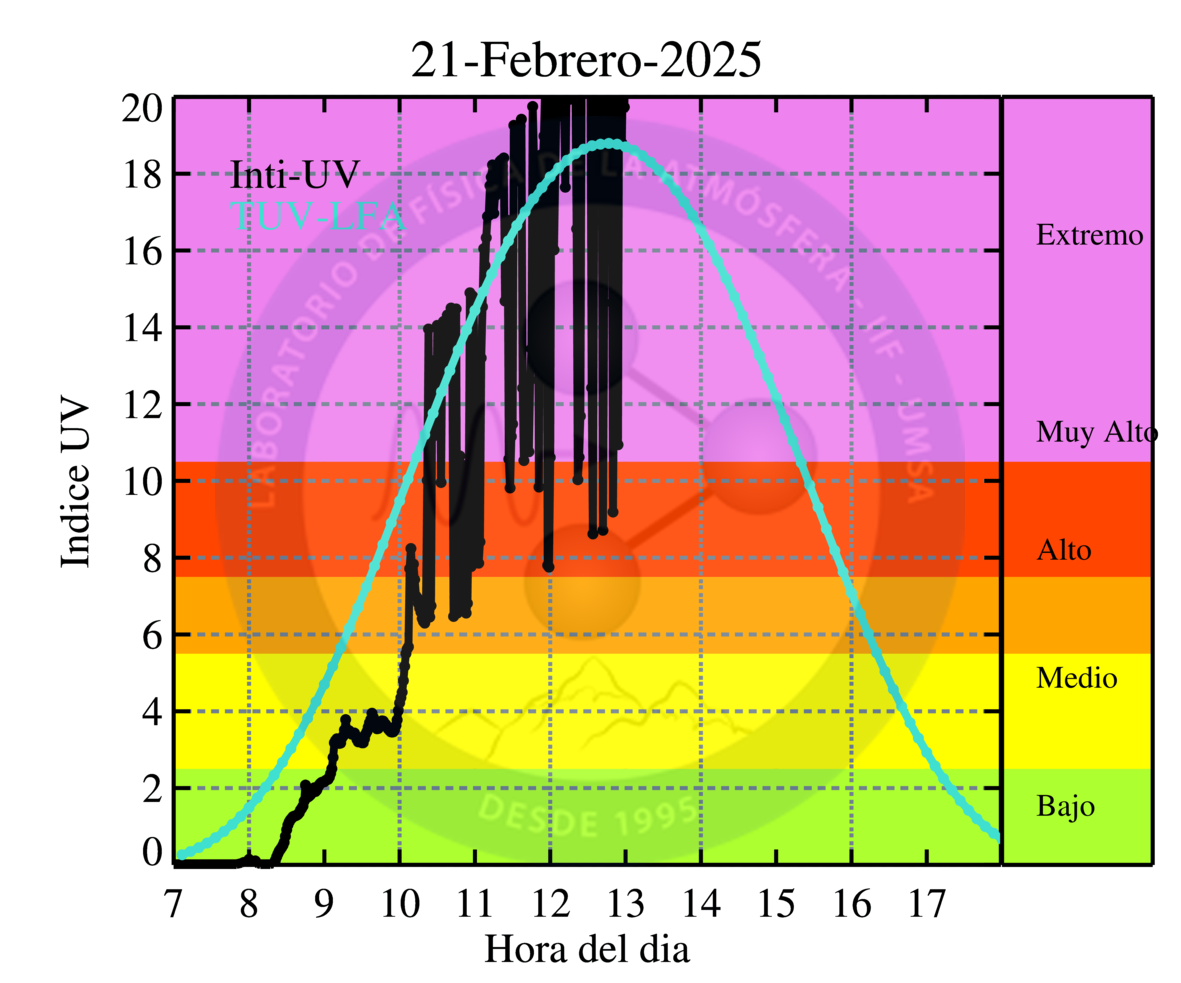 21-Febrero-2025
Indice UV
20
18
16
14
12
10
8
6
4
2
0
Inti-UV
TUV-LFA
LABORATORIO DE FÍSICA DE LA ATMÓSFERA - IIF - UMSA
DESDE 1995
Extremo
Muy Alto
Alto
Medio
Bajo
7 8 9 10 11 12 13 14 15 16 17
Hora del dia